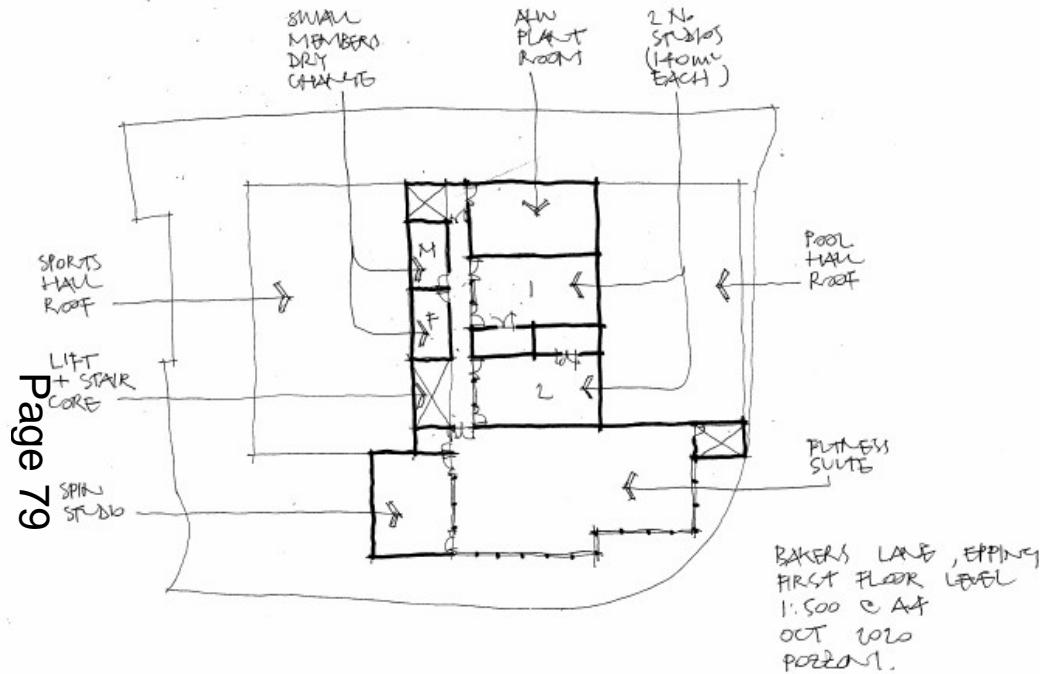 SMALL
MEMBERS
DRY
CHANGE
AHU
PLANT
ROOM
2 No
STUDIOS
(140m²
EACH)
SPORTS
HALL
ROOF
M
F
1
2
POOL
HALL
ROOF
LIFT
+ STAIR
CORE
SPIN
STUDIO
FITNESS
SUITE
Page 79
BAKERS LANE, EPPING
FIRST FLOOR LEVEL
1:500 @ A4
OCT 2020
POZZONI.